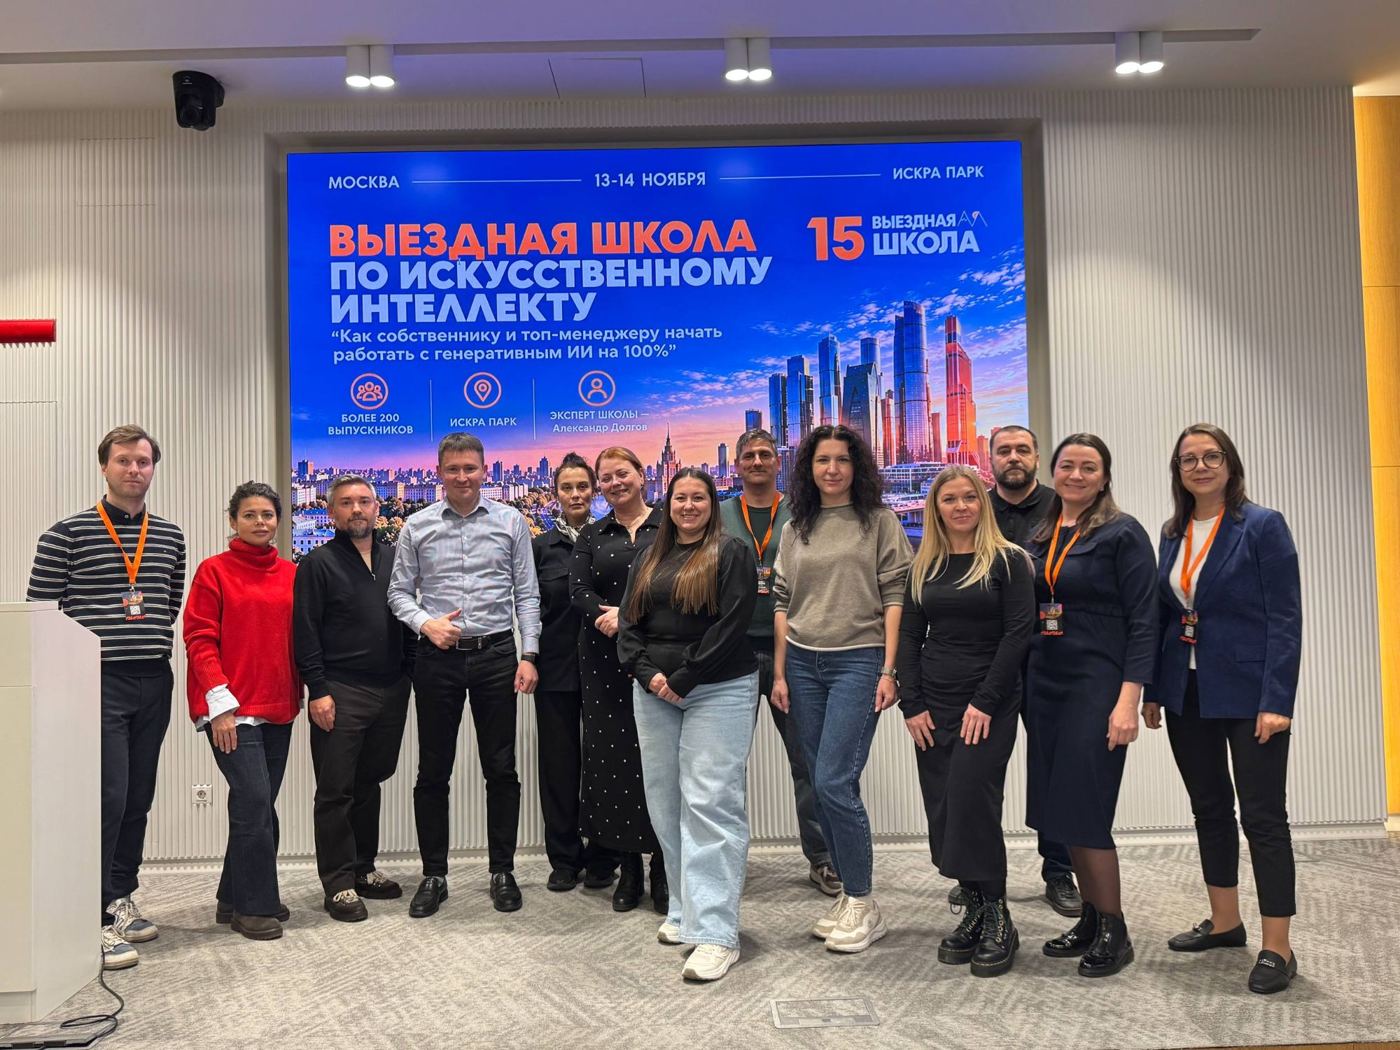 МОСКВА
13-14 НОЯБРЯ
ИСКРА ПАРК
ВЫЕЗДНАЯ ШКОЛА
ПО ИСКУССТВЕННОМУ
ИНТЕЛЛЕКТУ
“Как собственнику и топ-менеджеру начать
работать с генеративным ИИ на 100%”
15
ВЫЕЗДНАЯ
ШКОЛА
БОЛЕЕ 200
ВЫПУСКНИКОВ
ИСКРА ПАРК
ЭКСПЕРТ ШКОЛЫ —
Александр Долгов